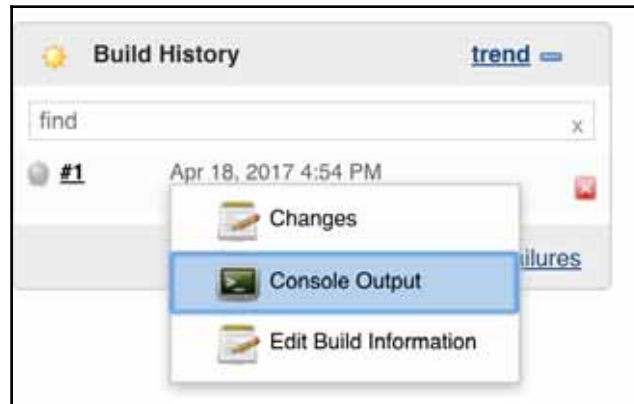 Build History trend
find x
#1 Apr 18, 2017 4:54 PM
Changes
ilures
Console Output
Edit Build Information